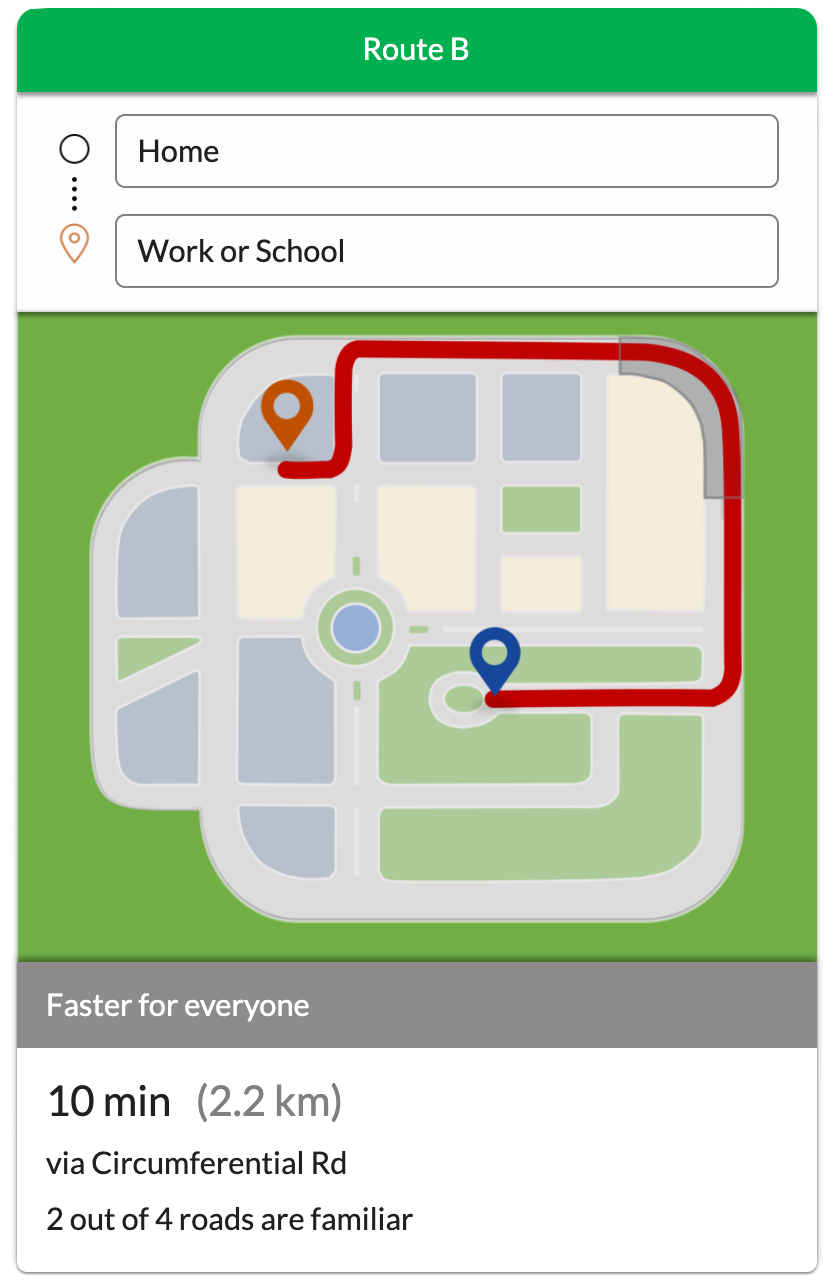 Route B
Home
Work or School
Faster for everyone
10 min (2.2 km)
via Circumferential Rd
2 out of 4 roads are familiar